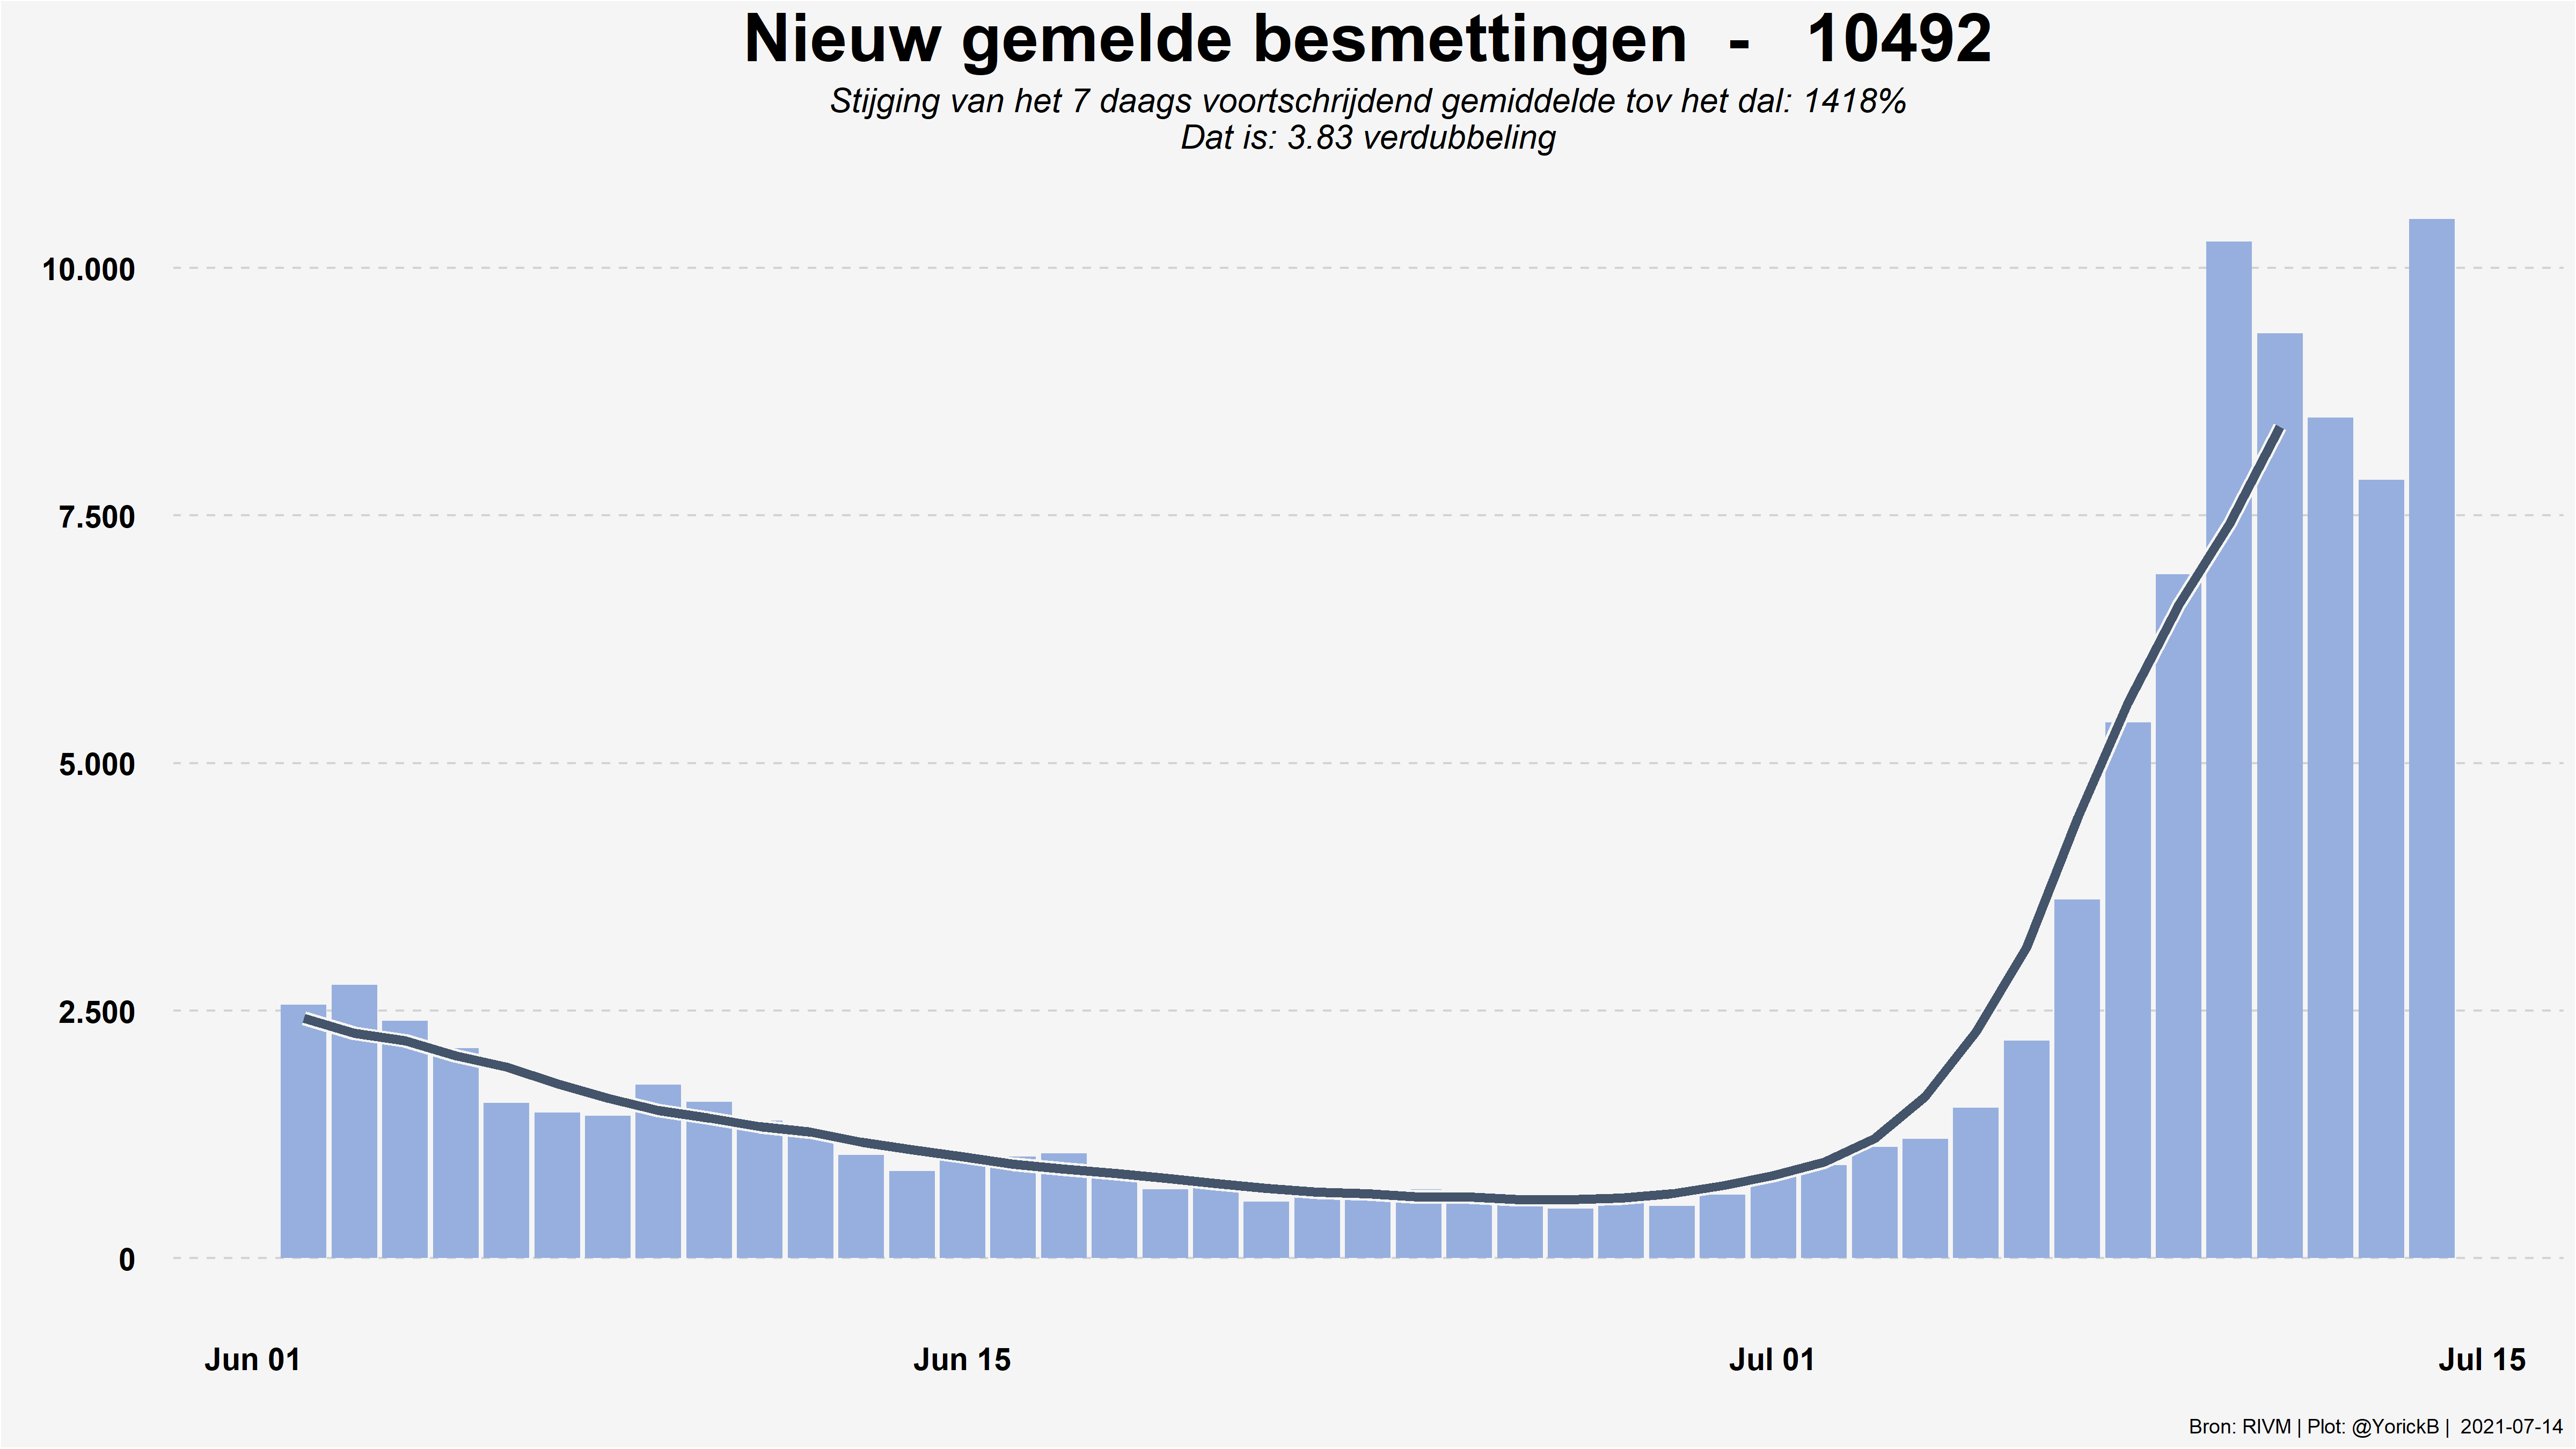 Nieuw gemelde besmettingen - 10492
Stijging van het 7 daags voortschrijdend gemiddelde tov het dal: 1418%
Dat is: 3.83 verdubbeling
10.000
7.500
5.000
2.500
0
Jun 01 Jun 15 Jul 01 Jul 15
Bron: RIVM | Plot: @YorickB | 2021-07-14